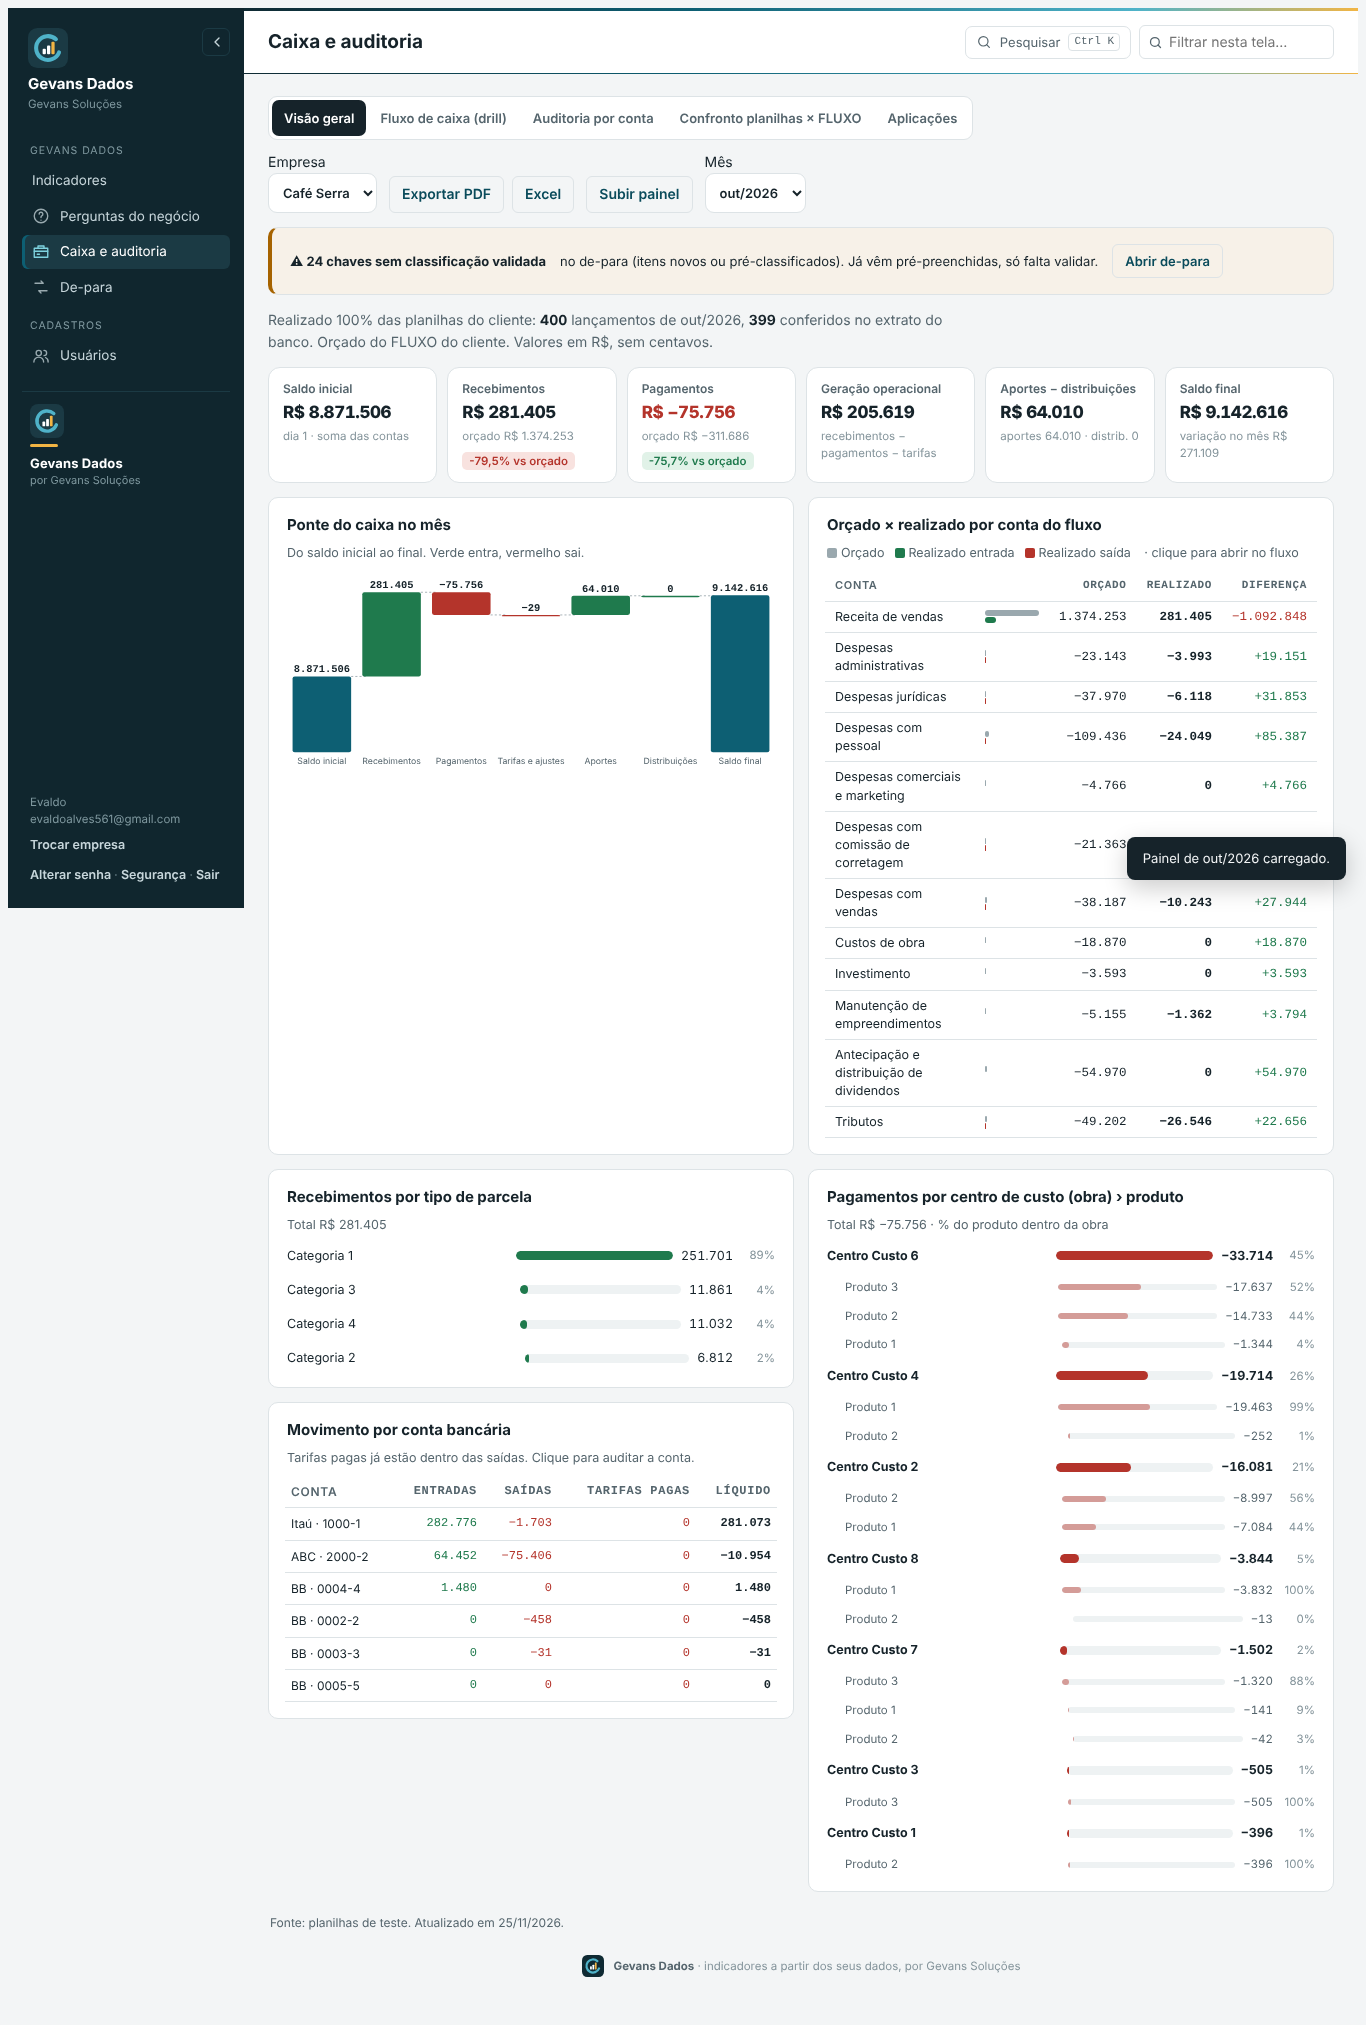 Gevans Dados
Gevans Soluções
GEVANS DADOS
Indicadores
Perguntas do negócio
Caixa e auditoria
De-para
CADASTROS
Usuários
Gevans Dados
por Gevans Soluções
Evaldo
evaldoalves561@gmail.com
Trocar empresa
Alterar senha · Segurança · Sair
Caixa e auditoria
Pesquisar Ctrl K
Filtrar nesta tela...
Visão geral Fluxo de caixa (drill) Auditoria por conta Confronto planilhas × FLUXO Aplicações
Empresa Mês
Café Serra Exportar PDF Excel Subir painel out/2026
⚠ 24 chaves sem classificação validada no de-para (itens novos ou pré-classificados). Já vêm pré-preenchidas, só falta validar. Abrir de-para
Realizado 100% das planilhas do cliente: 400 lançamentos de out/2026, 399 conferidos no extrato do
banco. Orçado do FLUXO do cliente. Valores em R$, sem centavos.
Saldo inicial
R$ 8.871.506
dia 1 · soma das contas
Recebimentos
R$ 281.405
orçado R$ 1.374.253
-79,5% vs orçado
Pagamentos
R$ −75.756
orçado R$ −311.686
-75,7% vs orçado
Geração operacional
R$ 205.619
recebimentos −
pagamentos − tarifas
Aportes − distribuições
R$ 64.010
aportes 64.010 · distrib. 0
Saldo final
R$ 9.142.616
variação no mês R$
271.109
Ponte do caixa no mês
Do saldo inicial ao final. Verde entra, vermelho sai.
8.871.506 281.405 −75.756 −29 64.010 0 9.142.616
Saldo inicial Recebimentos Pagamentos Tarifas e ajustes Aportes Distribuições Saldo final
Orçado × realizado por conta do fluxo
Orçado Realizado entrada Realizado saída · clique para abrir no fluxo
CONTA ORÇADO REALIZADO DIFERENÇA
Receita de vendas 1.374.253 281.405 −1.092.848
Despesas
administrativas −23.143 −3.993 +19.151
Despesas jurídicas −37.970 −6.118 +31.853
Despesas com
pessoal −109.436 −24.049 +85.387
Despesas comerciais
e marketing −4.766 0 +4.766
Despesas com
comissão de
corretagem −21.363
Painel de out/2026 carregado.
Despesas com
vendas −38.187 −10.243 +27.944
Custos de obra −18.870 0 +18.870
Investimento −3.593 0 +3.593
Manutenção de
empreendimentos −5.155 −1.362 +3.794
Antecipação e
distribuição de
dividendos −54.970 0 +54.970
Tributos −49.202 −26.546 +22.656
Recebimentos por tipo de parcela
Total R$ 281.405
Categoria 1 251.701 89%
Categoria 3 11.861 4%
Categoria 4 11.032 4%
Categoria 2 6.812 2%
Movimento por conta bancária
Tarifas pagas já estão dentro das saídas. Clique para auditar a conta.
CONTA ENTRADAS SAÍDAS TARIFAS PAGAS LÍQUIDO
Itaú · 1000-1 282.776 −1.703 0 281.073
ABC · 2000-2 64.452 −75.406 0 −10.954
BB · 0004-4 1.480 0 0 1.480
BB · 0002-2 0 −458 0 −458
BB · 0003-3 0 −31 0 −31
BB · 0005-5 0 0 0 0
Pagamentos por centro de custo (obra) › produto
Total R$ −75.756 · % do produto dentro da obra
Centro Custo 6 −33.714 45%
Produto 3 −17.637 52%
Produto 2 −14.733 44%
Produto 1 −1.344 4%
Centro Custo 4 −19.714 26%
Produto 1 −19.463 99%
Produto 2 −252 1%
Centro Custo 2 −16.081 21%
Produto 2 −8.997 56%
Produto 1 −7.084 44%
Centro Custo 8 −3.844 5%
Produto 1 −3.832 100%
Produto 2 −13 0%
Centro Custo 7 −1.502 2%
Produto 3 −1.320 88%
Produto 1 −141 9%
Produto 2 −42 3%
Centro Custo 3 −505 1%
Produto 3 −505 100%
Centro Custo 1 −396 1%
Produto 2 −396 100%
Fonte: planilhas de teste. Atualizado em 25/11/2026.
Gevans Dados · indicadores a partir dos seus dados, por Gevans Soluções